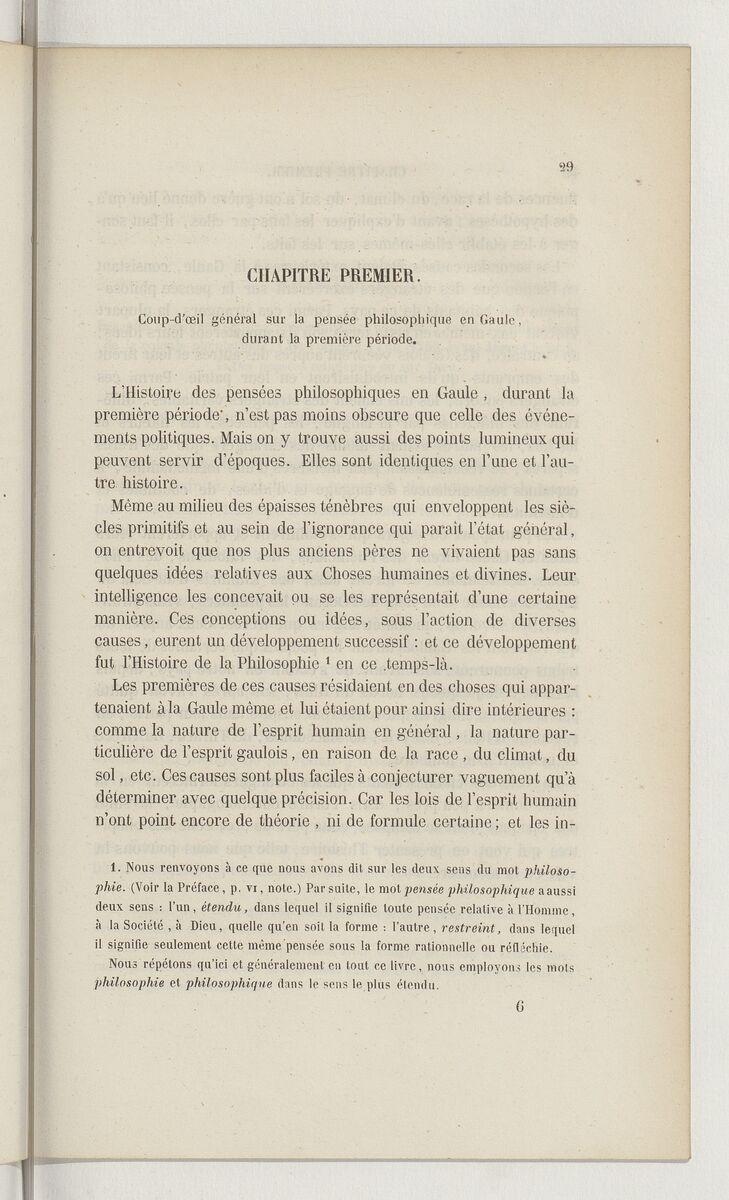 29
CHAPITRE PREMIER.
Coup-d'œil général sur la pensée philosophique en Gaule,
durant la première période.
L'Histoire des pensées philosophiques en Gaule, durant la
première période, n'est pas moins obscure que celle des événe-
ments politiques. Mais on y trouve aussi des points lumineux qui
peuvent servir d'époques. Elles sont identiques en l'une et l'au-
tre histoire.
Même au milieu des épaisses ténèbres qui enveloppent les siè-
cles primitifs et au sein de l'ignorance qui paraît l'état général,
on entrevoit que nos plus anciens pères ne vivaient pas sans
quelques idées relatives aux Choses humaines et divines. Leur
intelligence les concevait ou se les représentait d'une certaine
manière. Ces conceptions ou idées, sous l'action de diverses
causes, eurent un développement successif : et ce développement
fut l'Histoire de la Philosophie ¹ en ce temps-là.
Les premières de ces causes résidaient en des choses qui appar-
tenaient à la Gaule même et lui étaient pour ainsi dire intérieures :
comme la nature de l'esprit humain en général, la nature par-
ticulière de l'esprit gaulois, en raison de la race, du climat, du
sol, etc. Ces causes sont plus faciles à conjecturer vaguement qu'à
déterminer avec quelque précision. Car les lois de l'esprit humain
n'ont point encore de théorie, ni de formule certaine; et les in-
1. Nous renvoyons à ce que nous avons dit sur les deux sens du mot philoso-
phie. (Voir la Préface, p. VI, note.) Par suite, le mot pensée philosophique a aussi
deux sens : l'un, étendu, dans lequel il signifie toute pensée relative à l'Homme,
à la Société, à Dieu, quelle qu'en soit la forme : l'autre, restreint, dans lequel
il signifie seulement cette même pensée sous la forme rationnelle ou réfléchie.
Nous répétons qu'ici et généralement en tout ce livre, nous employons les mots
philosophie et philosophique dans le sens le plus étendu.
6